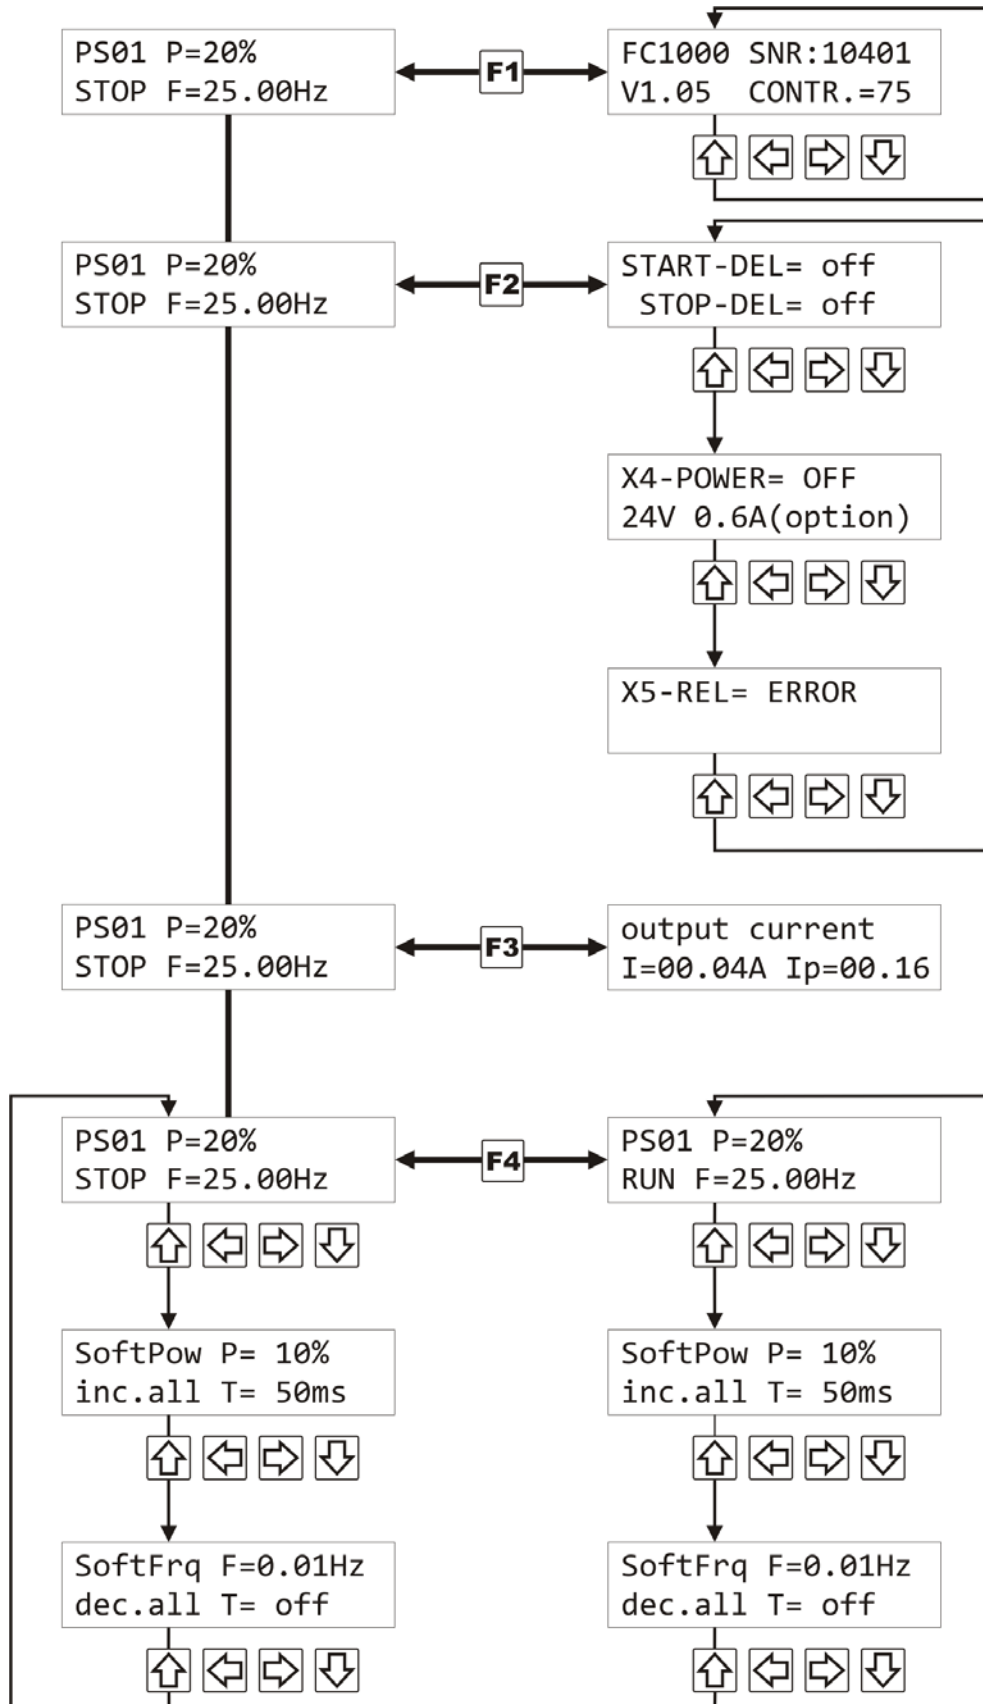 PS01 P=20%
STOP F=25.00Hz
F1
FC1000 SNR:10401
V1.05 CONTR.=75
PS01 P=20%
STOP F=25.00Hz
F2
START-DEL= off
STOP-DEL= off
X4-POWER= OFF
24V 0.6A(option)
X5-REL= ERROR
PS01 P=20%
STOP F=25.00Hz
F3
output current
I=00.04A Ip=00.16
PS01 P=20%
STOP F=25.00Hz
F4
PS01 P=20%
RUN F=25.00Hz
SoftPow P= 10%
inc.all T= 50ms
SoftPow P= 10%
inc.all T= 50ms
SoftFrq F=0.01Hz
dec.all T= off
SoftFrq F=0.01Hz
dec.all T= off